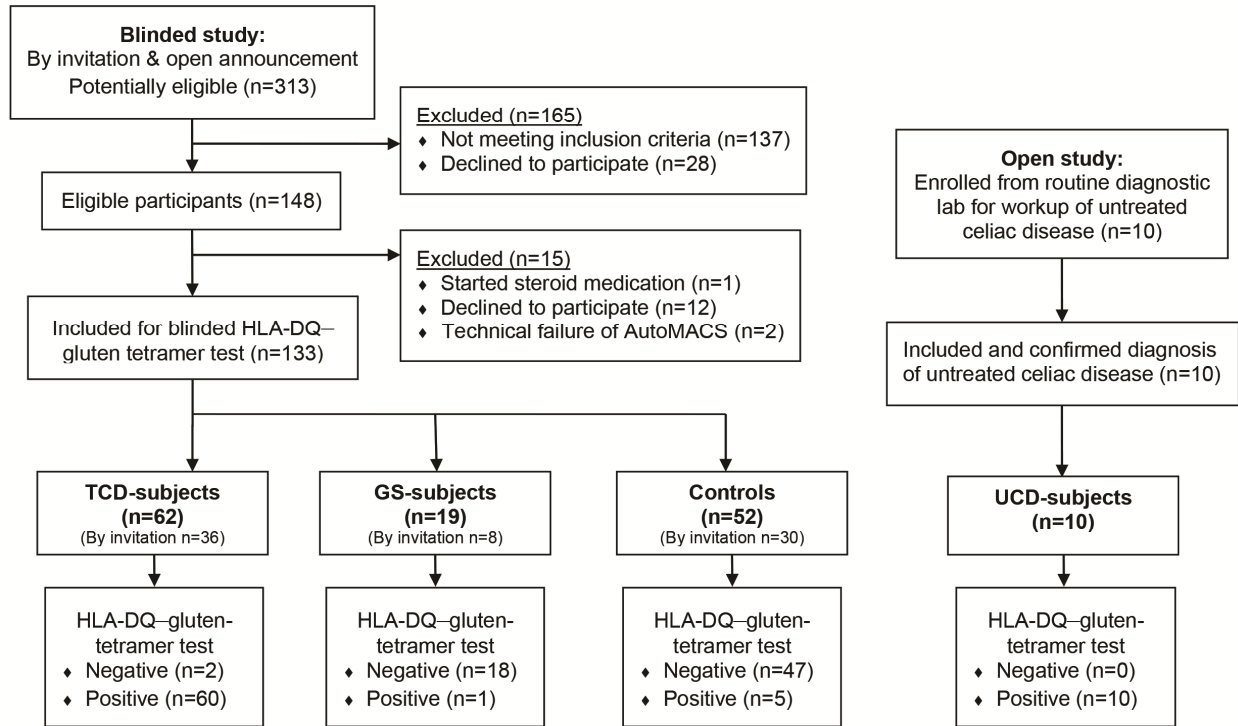 Blinded study:
By invitation & open announcement
Potentially eligible (n=313)
Excluded (n=165)
♦ Not meeting inclusion criteria (n=137)
♦ Declined to participate (n=28)
Eligible participants (n=148)
Excluded (n=15)
♦ Started steroid medication (n=1)
♦ Declined to participate (n=12)
♦ Technical failure of AutoMACS (n=2)
Included for blinded HLA-DQ–
gluten tetramer test
(n=133)
TCD-subjects
(n=62)
(By invitation n=36)
GS-subjects
(n=19)
(By invitation n=8)
Controls
(n=52)
(By invitation n=30)
HLA-DQ–gluten-
tetramer test
♦ Negative (n=2)
♦ Positive (n=60)
HLA-DQ–gluten-
tetramer test
♦ Negative (n=18)
♦ Positive (n=1)
HLA-DQ–gluten-
tetramer test
♦ Negative (n=47)
♦ Positive (n=5)
Open study:
Enrolled from routine diagnostic
lab for workup of untreated
celiac disease (n=10)
Included and confirmed diagnosis
of untreated celiac disease (n=10)
UCD-subjects
(n=10)
HLA-DQ–gluten-
tetramer test
♦ Negative (n=0)
♦ Positive (n=10)